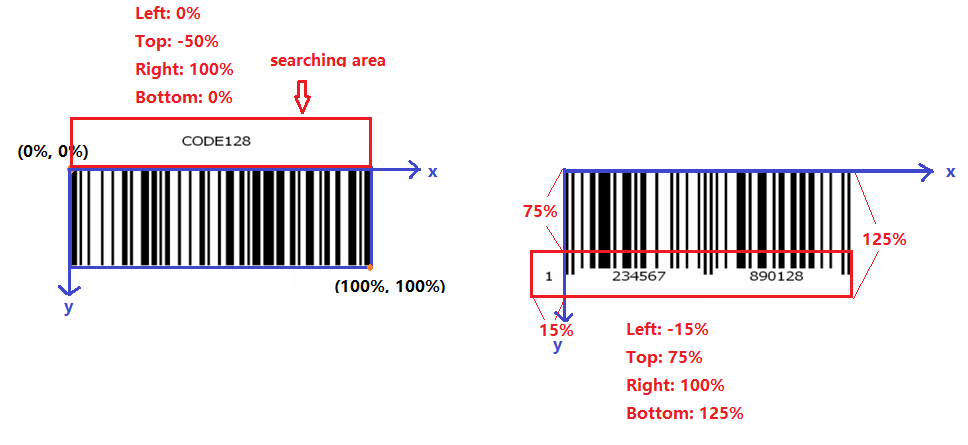 Left: 0%
Top: -50%
Right: 100%
Bottom: 0%
searching area
CODE128
(0%, 0%)
x
(100%, 100%)
y
x
75%
125%
1 234567 890128
15%
y
Left: -15%
Top: 75%
Right: 100%
Bottom: 125%